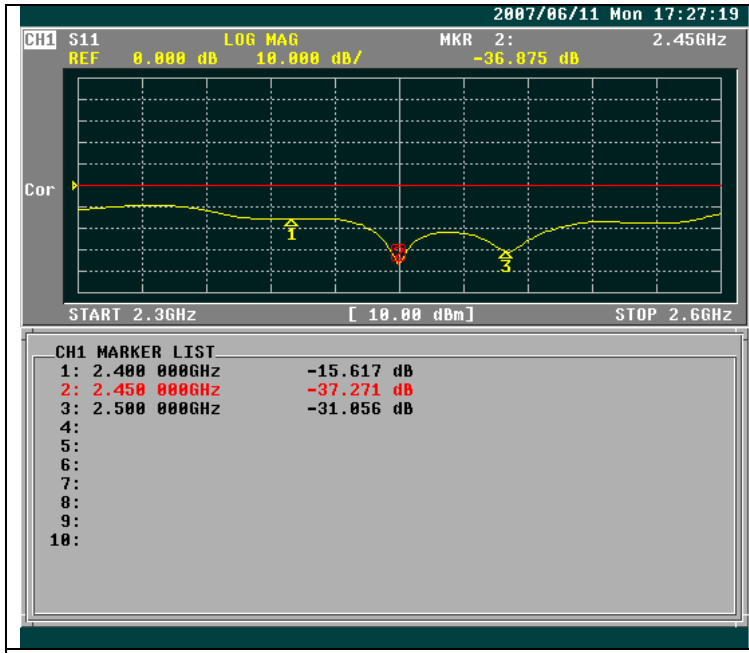 2007/06/11 Mon 17:27:19
CH1 S11 LOG MAG MKR 2: 2.45GHz
REF 0.000 dB 10.000 dB/ -36.875 dB
Cor
1
2
3
START 2.3GHz [ 10.00 dBm] STOP 2.6GHz
CH1 MARKER LIST
1: 2.400 000GHz -15.617 dB
2: 2.450 000GHz -37.271 dB
3: 2.500 000GHz -31.056 dB
4:
5:
6:
7:
8:
9:
10: